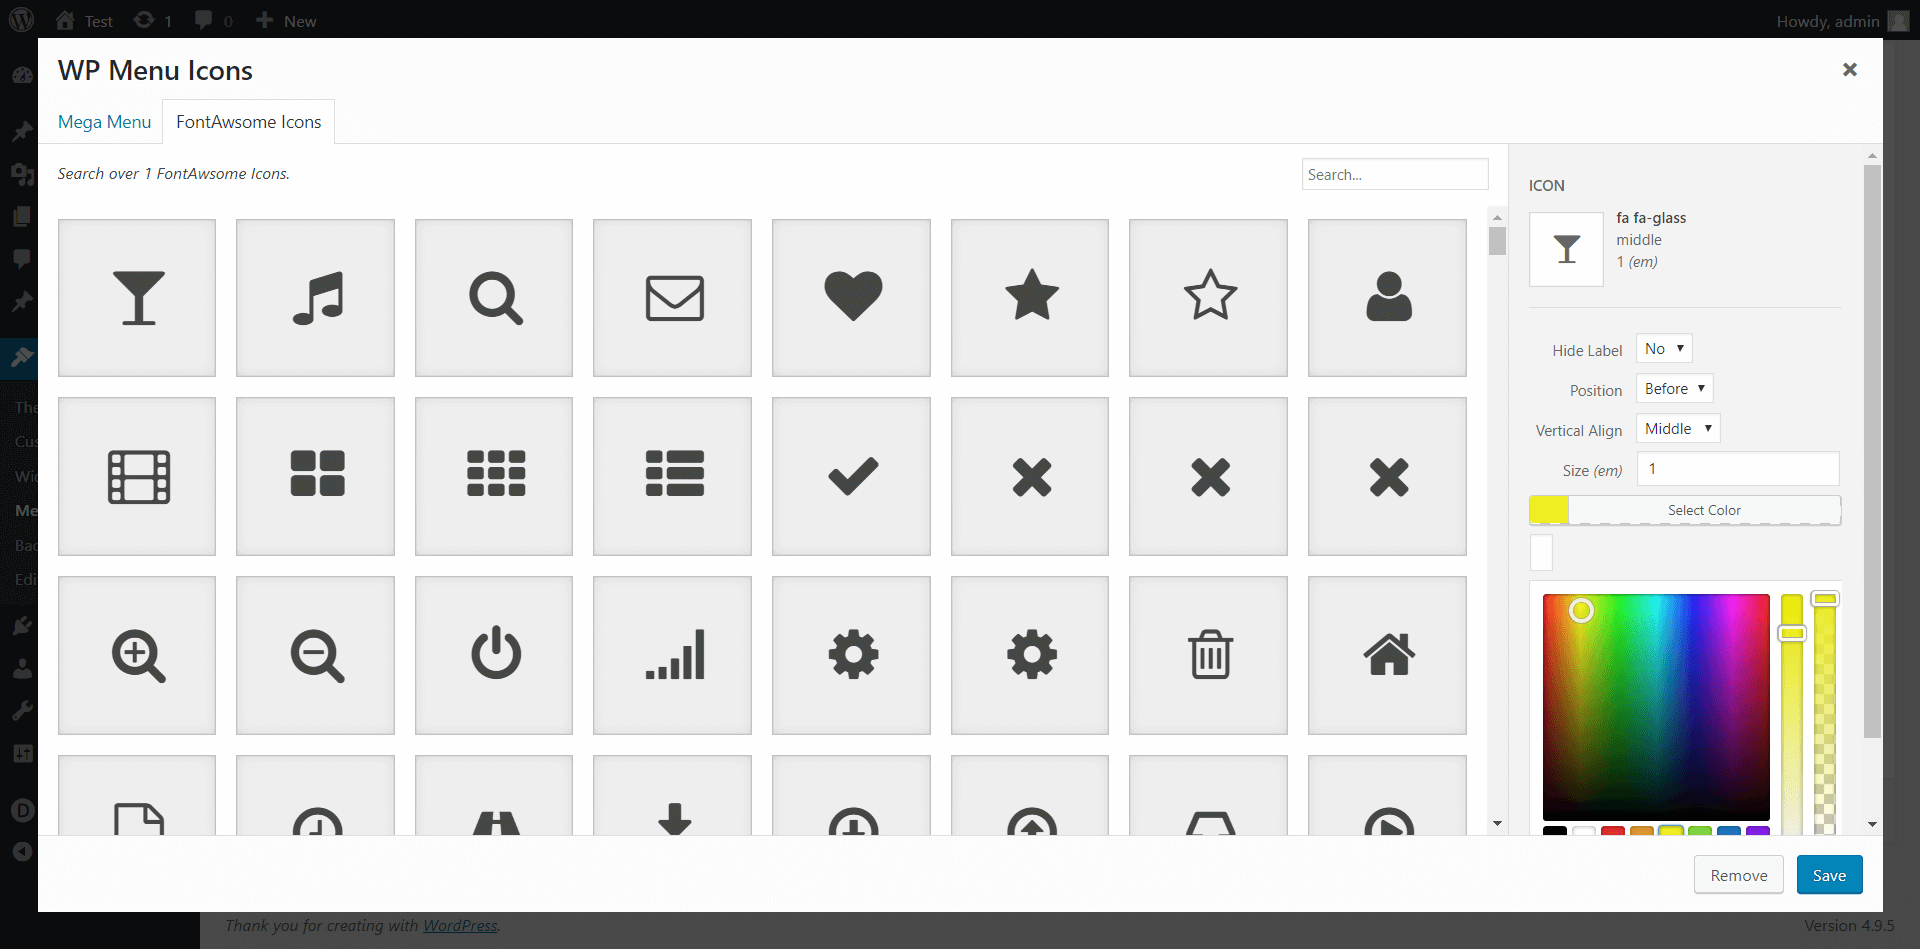 Test 1 0 New
Howdy, admin
WP Menu Icons
Mega Menu FontAwsome Icons
Search over 1 FontAwsome Icons.
Search...
ICON
fa fa-glass
middle
1 (em)
Hide Label No
Position Before
Vertical Align Middle
Size (em) 1
Select Color
The
Cus
Wid
Me
Bac
Edi
D
Remove Save
Thank you for creating with WordPress.
Version 4.9.5